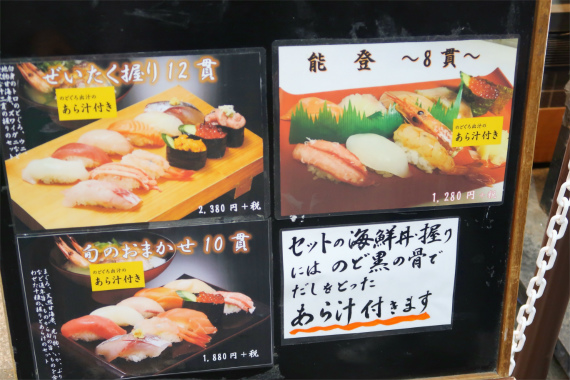 ぜいたく握り12貫
のどぐろ出汁の
あら汁付き
2,380円+税
能登 〜8貫〜
のどぐろ出汁の
あら汁付き
1,280円
旬のおまかせ10貫
のどぐろ出汁の
あら汁付き
1,880円+税
セットの海鮮丼・握り
には のど黒の骨で
だしをとった
あら汁付きます